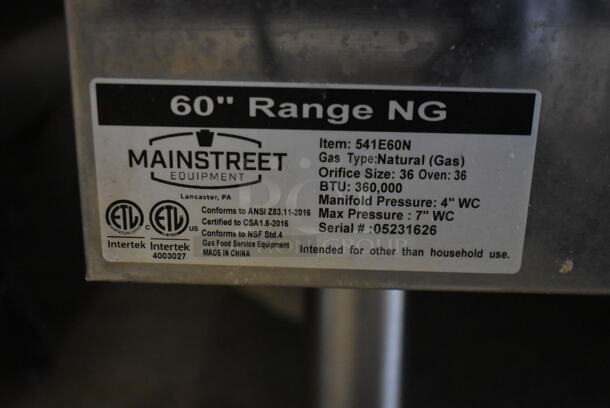 60" Range NG
MAINSTREET
EQUIPMENT
Lancaster, PA
Item: 541E60N
Gas Type:Natural (Gas)
Orifice Size: 36 Oven: 36
BTU: 360,000
Manifold Pressure: 4" WC
Max Pressure : 7" WC
Serial # :05231626
ETL ETL
C US
Intertek Intertek
4003027
Conforms to ANSI Z83.11-2016
Certified to CSA1.8-2016
Conforms to NSF Std.4
Gas Food Service Equipment
MADE IN CHINA
Intended for other than household use.